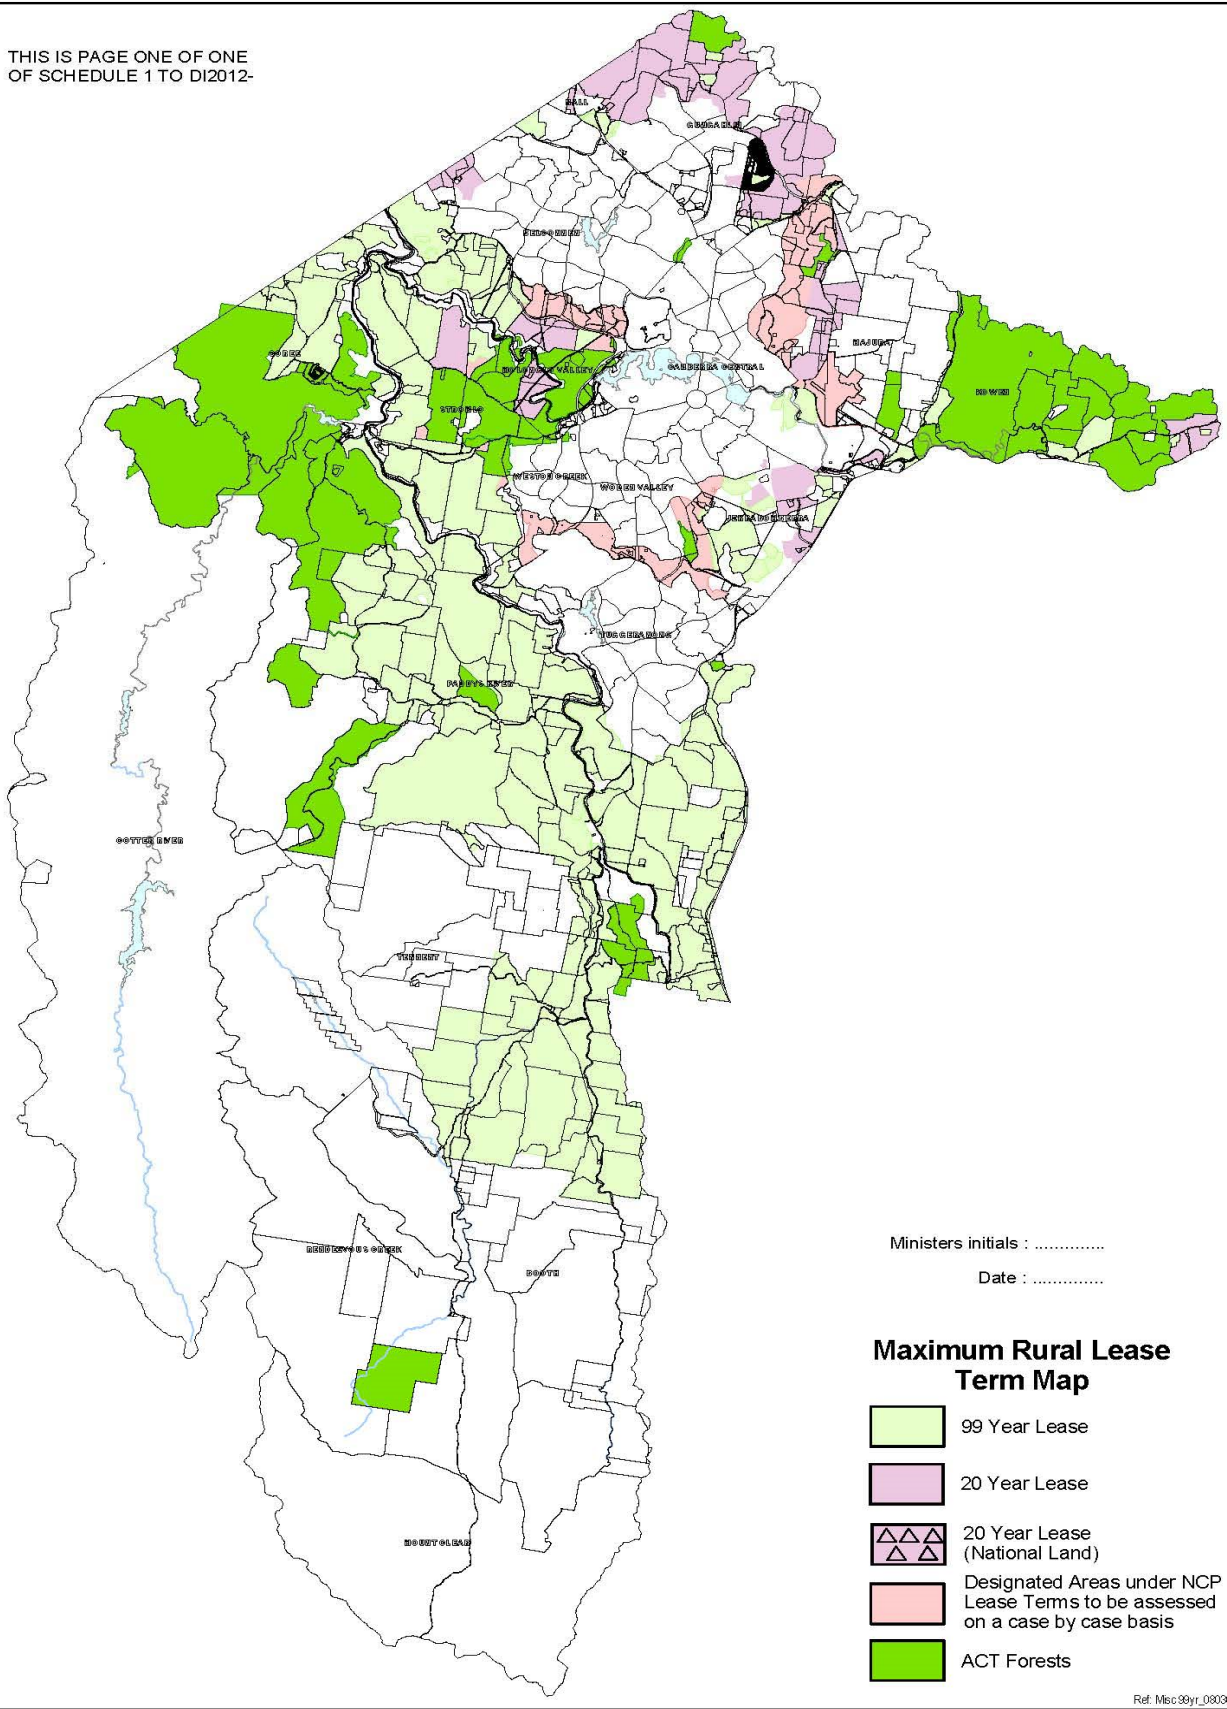 THIS IS PAGE ONE OF ONE
OF SCHEDULE 1 TO DI2012-
HALL
GUNGAHLIN
BELCONNEN
COREE
MOLONGLO VALLEY
CANBERRA CENTRAL
MAJURA
KOWEN
STROMLO
WESTON CREEK
WODEN VALLEY
JERRABOMBERRA
TUGGERANONG
PADDYS RIVER
COTTER RIVER
TENNENT
RENDEZVOUS CREEK
BOOTH
MOUNT CLEAR
Ministers initials : ..............
Date : ..............
Maximum Rural Lease
Term Map
99 Year Lease
20 Year Lease
20 Year Lease
(National Land)
Designated Areas under NCP
Lease Terms to be assessed
on a case by case basis
ACT Forests
Ref: Misc 99yr_0803